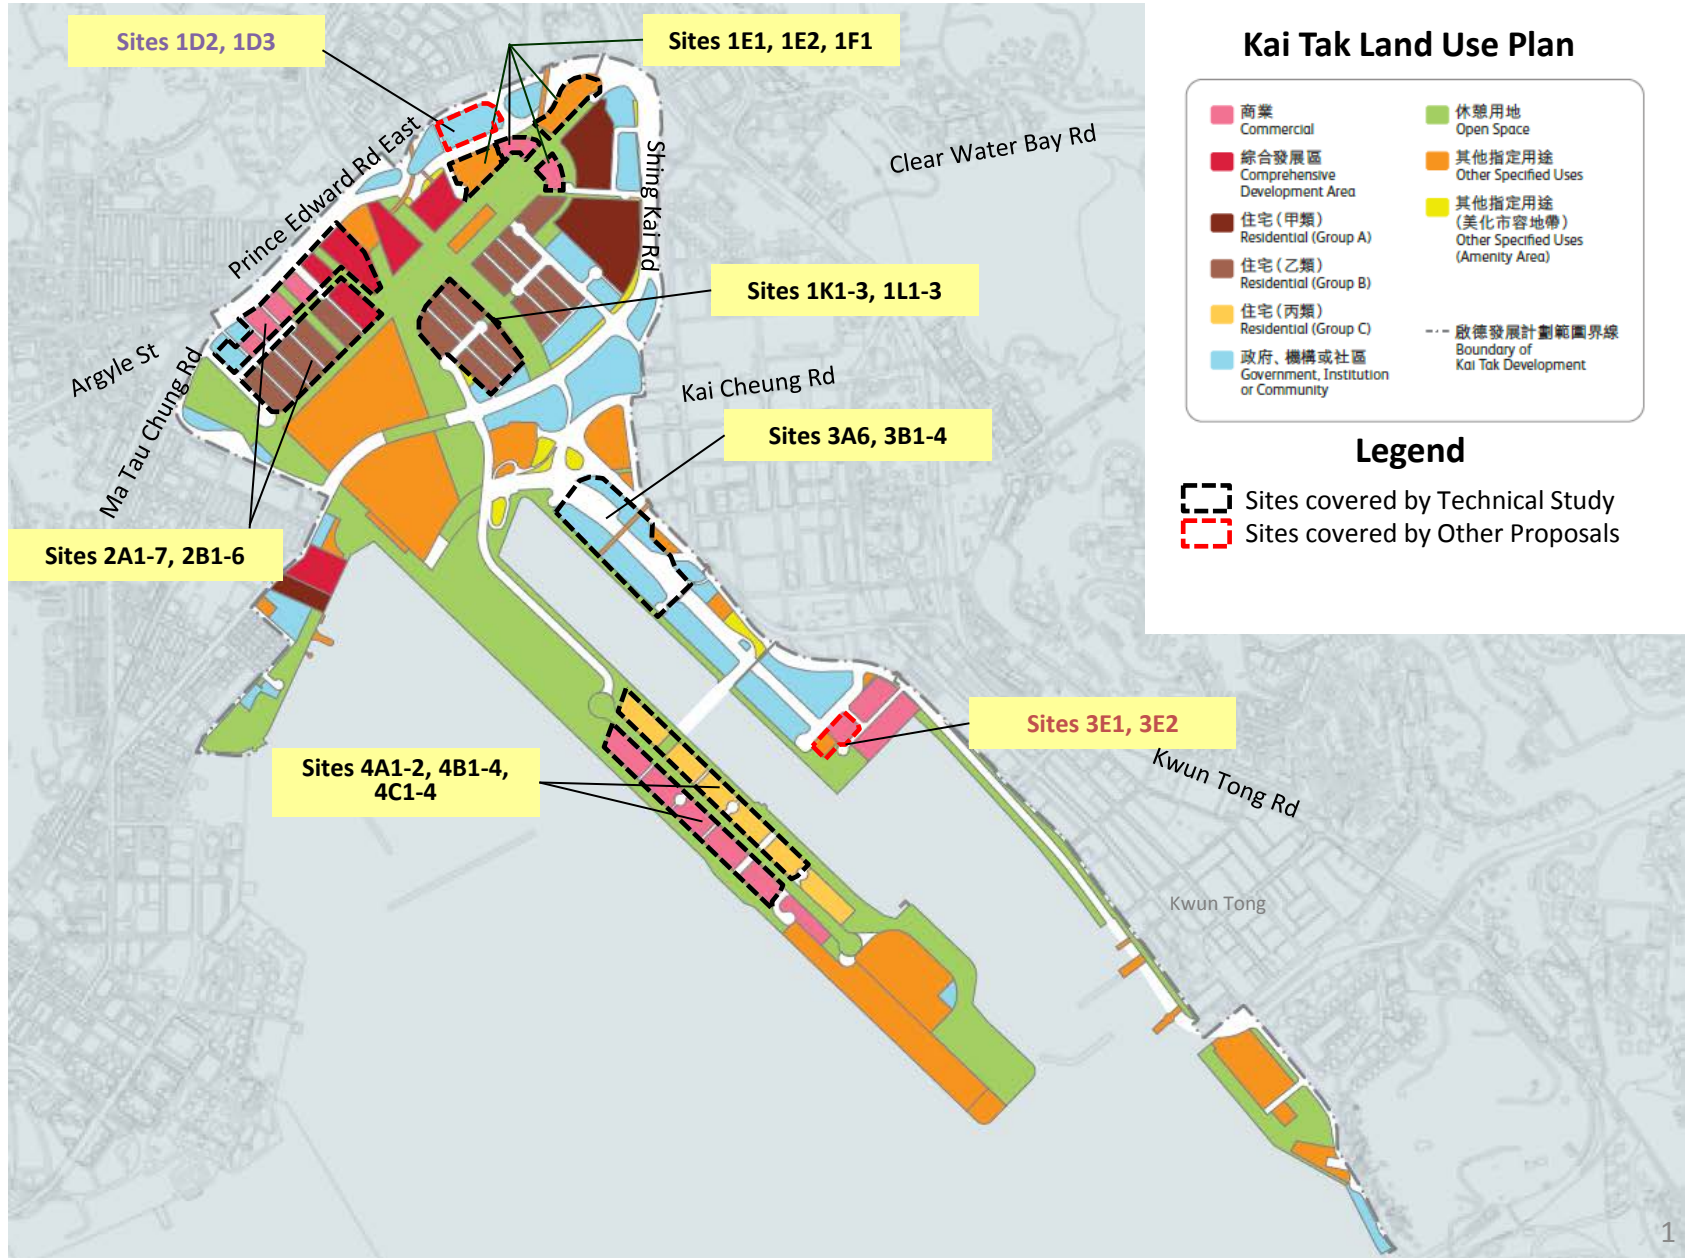 Sites 1D2, 1D3
Sites 1E1, 1E2, 1F1
Prince Edward Rd East
Shing Kai Rd
Clear Water Bay Rd
Argyle St
Ma Tau Chung Rd
Sites 1K1-3, 1L1-3
Kai Cheung Rd
Sites 3A6, 3B1-4
Sites 2A1-7, 2B1-6
Sites 3E1, 3E2
Sites 4A1-2, 4B1-4,
4C1-4
Kwun Tong Rd
Kwun Tong
Kai Tak Land Use Plan
商業
Commercial
綜合發展區
Comprehensive
Development Area
住宅(甲類)
Residential (Group A)
住宅(乙類)
Residential (Group B)
住宅(丙類)
Residential (Group C)
政府、機構或社區
Government, Institution
or Community
休憩用地
Open Space
其他指定用途
Other Specified Uses
其他指定用途
(美化市容地帶)
Other Specified Uses
(Amenity Area)
啟德發展計劃範圍界線
Boundary of
Kai Tak Development
Legend
Sites covered by Technical Study
Sites covered by Other Proposals
1